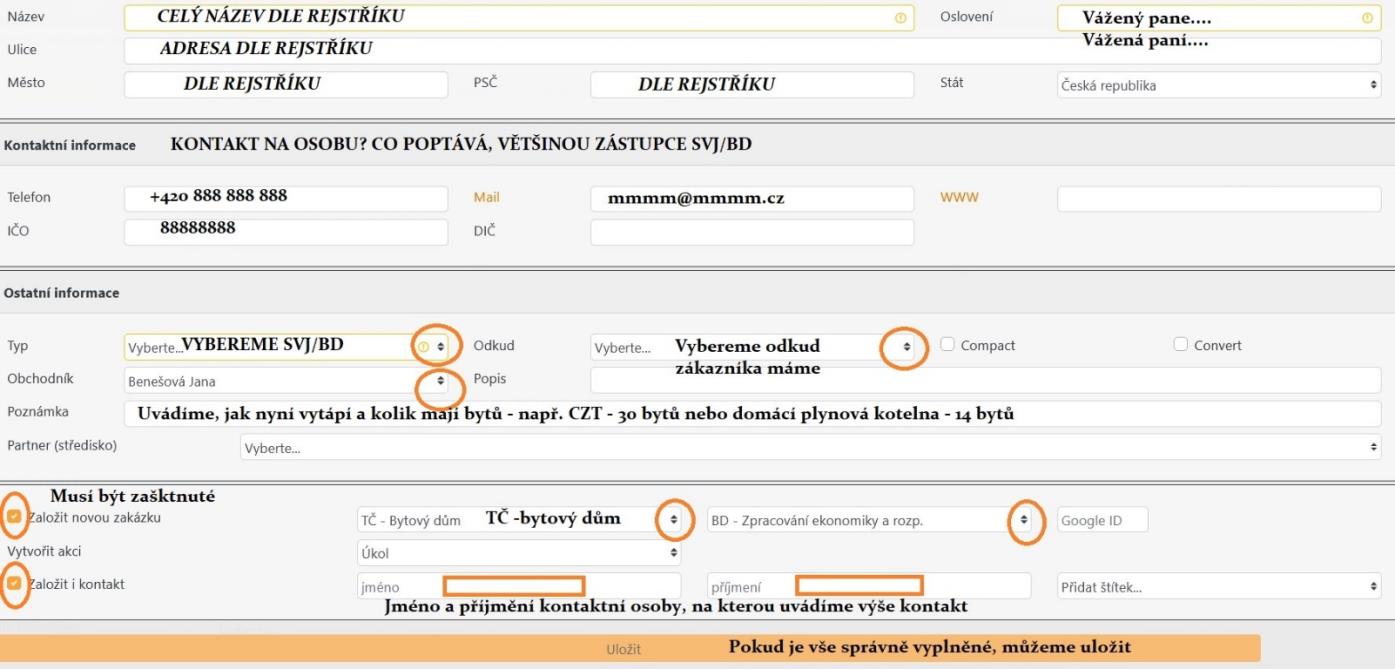 Název CELÝ NÁZEV DLE REJSTŘÍKU Oslovení Vážený pane....
Vážená paní....
Ulice ADRESA DLE REJSTŘÍKU
Město DLE REJSTŘÍKU PSČ DLE REJSTŘÍKU Stát Česká republika
Kontaktní informace KONTAKT NA OSOBU? CO POPTÁVÁ, VĚTŠINOU ZÁSTUPCE SVJ/BD
Telefon +420 888 888 888 Mail mmmm@mmmm.cz WWW
IČO 88888888 DIČ
Ostatní informace
Typ Vyberte... VYBEREME SVJ/BD Odkud Vyberte... Vybereme odkud zákazníka máme Compact Convert
Obchodník Benešová Jana Popis
Poznámka Uvádíme, jak nyní vytápí a kolik mají bytů - např. CZT - 30 bytů nebo domácí plynová kotelna - 14 bytů
Partner (středisko) Vyberte...
Musí být zašktnuté
Založit novou zakázku TČ - Bytový dům TČ -bytový dům BD - Zpracování ekonomiky a rozp. Google ID
Vytvořit akci Úkol
Založit i kontakt jméno příjmení Přidat štítek...
Jméno a příjmění kontaktní osoby, na kterou uvádíme výše kontakt
Uložit Pokud je vše správně vyplněné, můžeme uložit